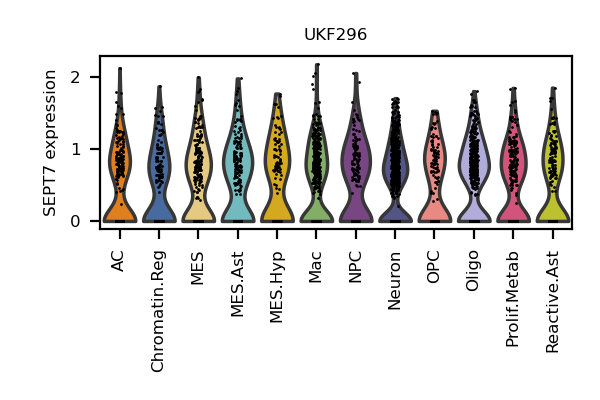 UKF296
SEPT7 expression
2
1
0
AC
Chromatin.Reg
MES
MES.Ast
MES.Hyp
Mac
NPC
Neuron
OPC
Oligo
Prolif.Metab
Reactive.Ast